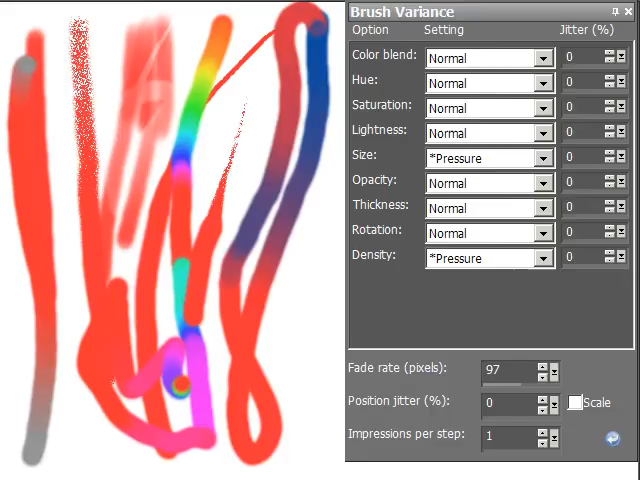 Brush Variance
Option Setting Jitter (%)
Color blend: Normal 0
Hue: Normal 0
Saturation: Normal 0
Lightness: Normal 0
Size: *Pressure 0
Opacity: Normal 0
Thickness: Normal 0
Rotation: Normal 0
Density: *Pressure 0
Fade rate (pixels): 97
Position jitter (%): 0 Scale
Impressions per step: 1